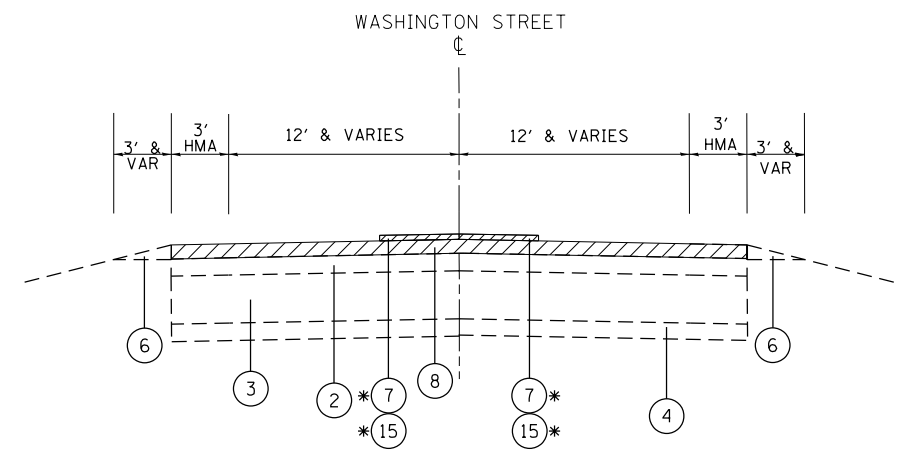 WASHINGTON STREET
℄
3' & VAR
3' HMA
12' & VARIES
12' & VARIES
3' HMA
3' & VAR
6
3
2
*7
*15
8
7*
15*
4
6